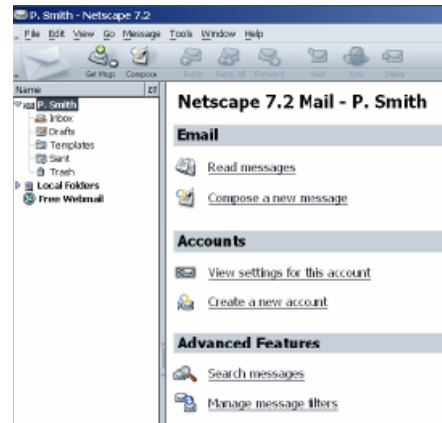 P. Smith - Netscape 7.2
File Edit View Go Message Tools Window Help
Get Msgs Compose Reply Reply All Forward Next Junk Delete
Name
P. Smith
Inbox
Drafts
Templates
Sent
Trash
Local Folders
Free Webmail
Netscape 7.2 Mail - P. Smith
Email
Read messages
Compose a new message
Accounts
View settings for this account
Create a new account
Advanced Features
Search messages
Manage message filters